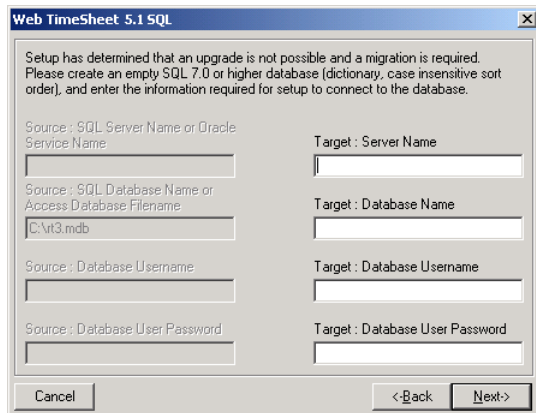 Web TimeSheet 5.1 SQL
Setup has determined that an upgrade is not possible and a migration is required.
Please create an empty SQL 7.0 or higher database (dictionary, case insensitive sort
order), and enter the information required for setup to connect to the database.
Source : SQL Server Name or Oracle
Service Name
Target : Server Name
Source : SQL Database Name or
Access Database Filename
Target : Database Name
C:\rt3.mdb
Source : Database Username
Target : Database Username
Source : Database User Password
Target : Database User Password
Cancel
<-Back
Next->